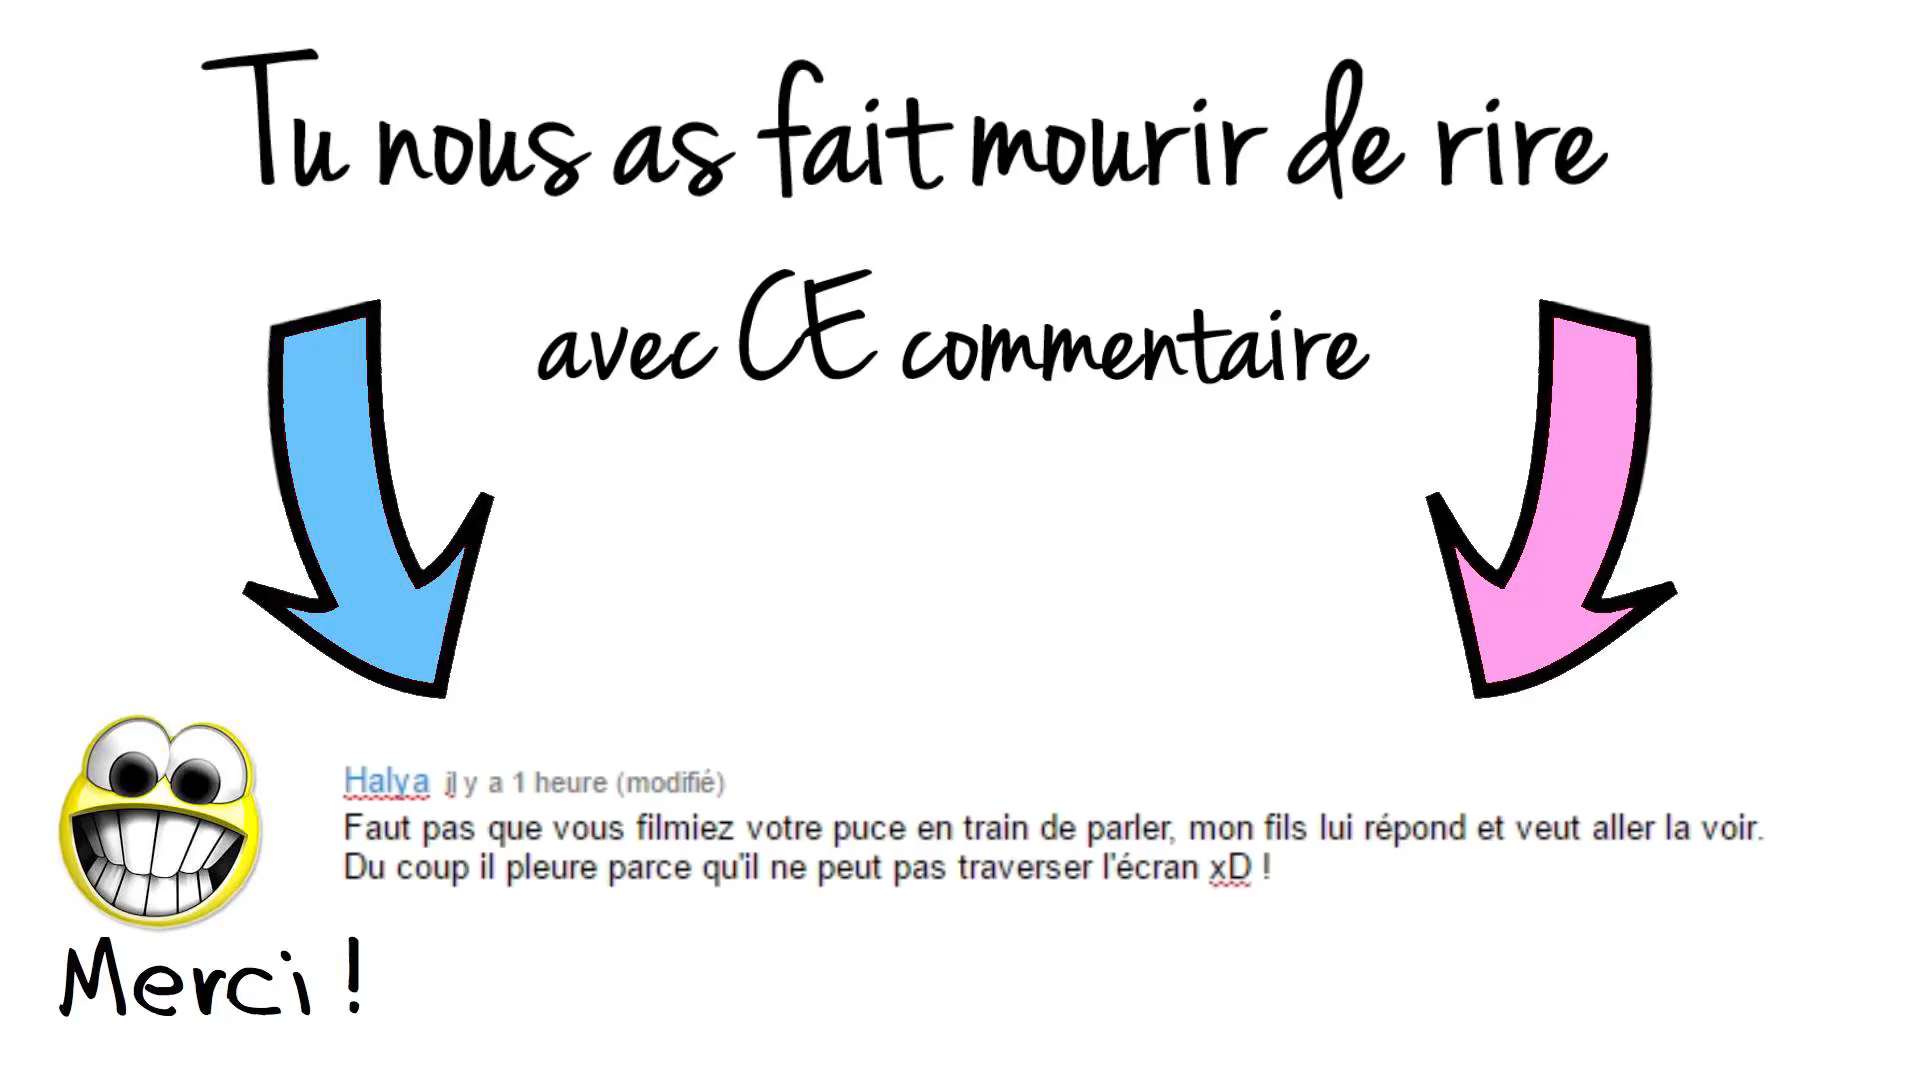 Tu nous as fait mourir de rire
avec CE commentaire
Halya il y a 1 heure (modifié)
Faut pas que vous filmiez votre puce en train de parler, mon fils lui répond et veut aller la voir.
Du coup il pleure parce qu'il ne peut pas traverser l'écran xD !
Merci !